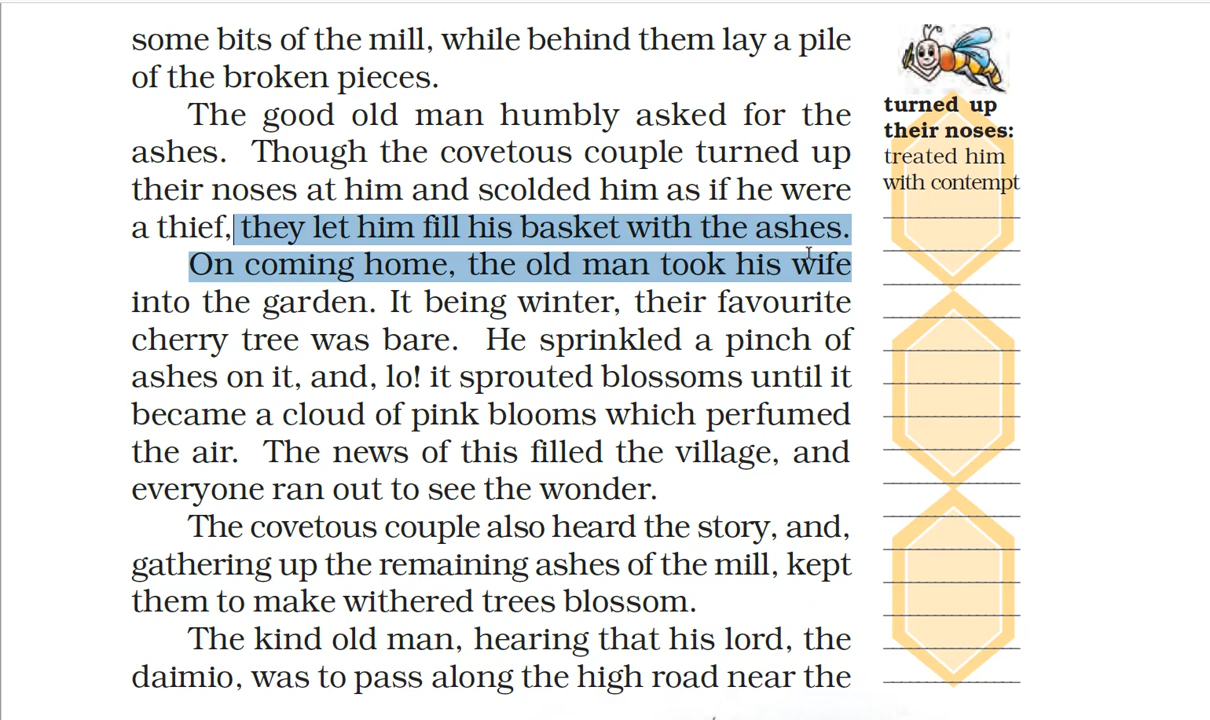 some bits of the mill, while behind them lay a pile
of the broken pieces.
The good old man humbly asked for the
ashes. Though the covetous couple turned up
their noses at him and scolded him as if he were
a thief, they let him fill his basket with the ashes.
On coming home, the old man took his wife
into the garden. It being winter, their favourite
cherry tree was bare. He sprinkled a pinch of
ashes on it, and, lo! it sprouted blossoms until it
became a cloud of pink blooms which perfumed
the air. The news of this filled the village, and
everyone ran out to see the wonder.
The covetous couple also heard the story, and,
gathering up the remaining ashes of the mill, kept
them to make withered trees blossom.
The kind old man, hearing that his lord, the
daimio, was to pass along the high road near the
turned up
their noses:
treated him
with contempt